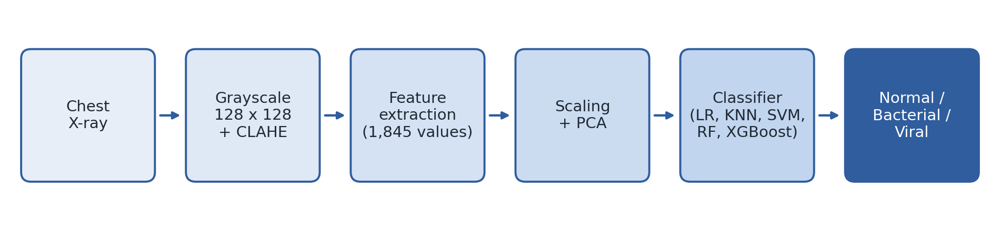 Chest
X-ray
Grayscale
128 x 128
+ CLAHE
Feature
extraction
(1,845 values)
Scaling
+ PCA
Classifier
(LR, KNN, SVM,
RF, XGBoost)
Normal /
Bacterial /
Viral